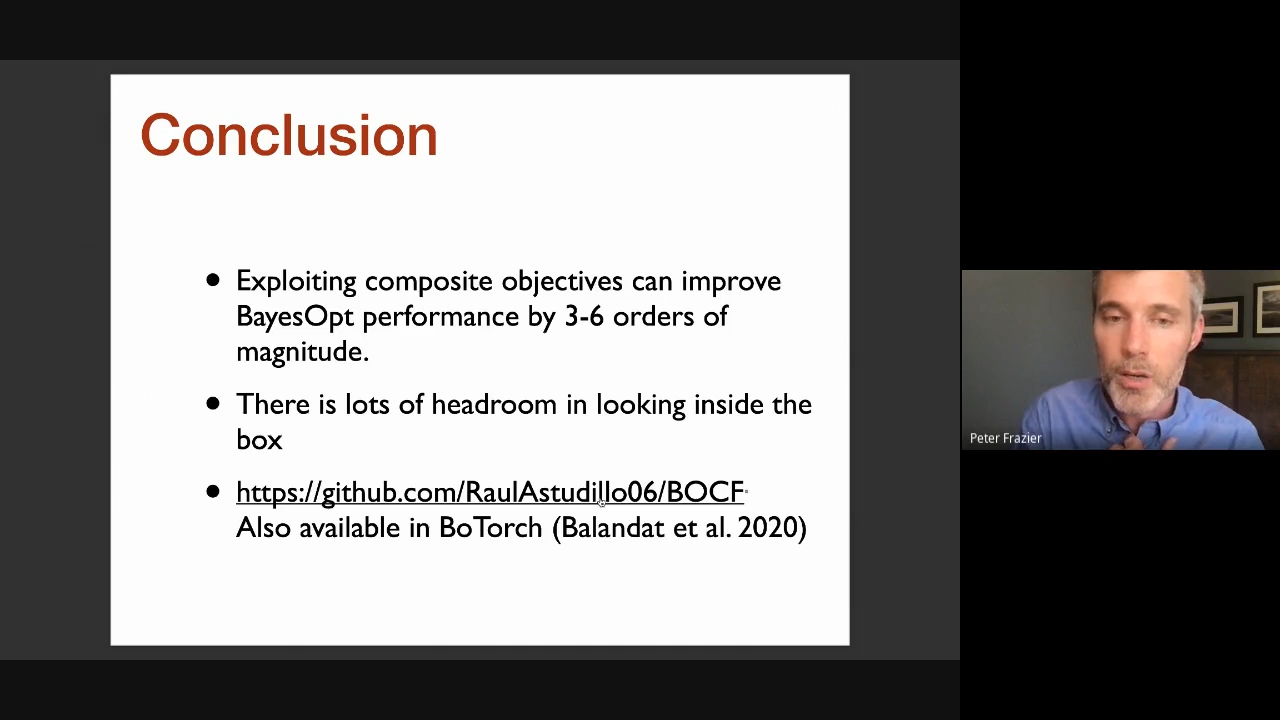 Conclusion
• Exploiting composite objectives can improve
BayesOpt performance by 3-6 orders of
magnitude.
• There is lots of headroom in looking inside the
box
• https://github.com/RaulAstudillo06/BOCF
Also available in BoTorch (Balandat et al. 2020)
Peter Frazier